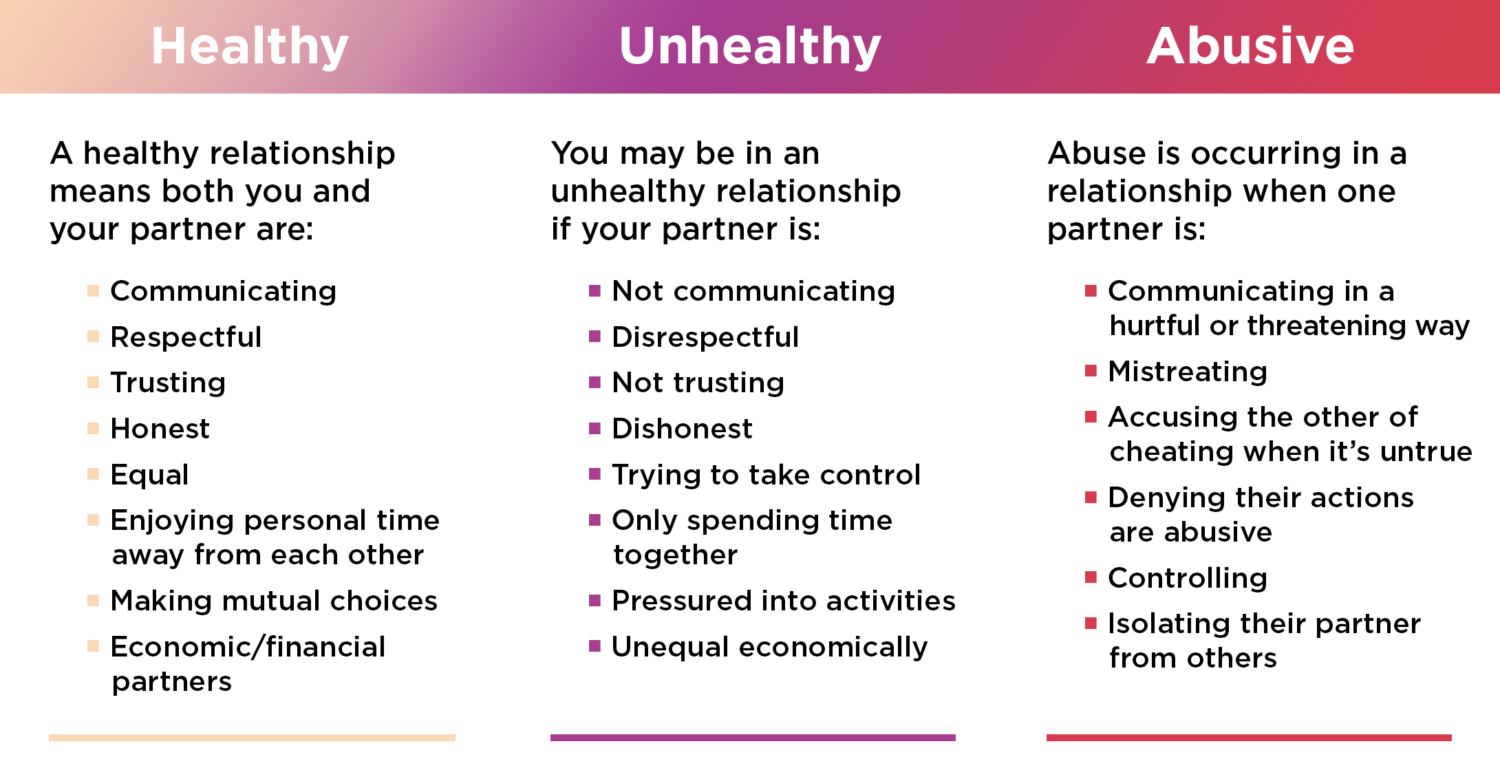 Healthy
Unhealthy
Abusive
A healthy relationship
means both you and
your partner are:
Communicating
Respectful
Trusting
Honest
Equal
Enjoying personal time
away from each other
Making mutual choices
Economic/financial
partners
You may be in an
unhealthy relationship
if your partner is:
Not communicating
Disrespectful
Not trusting
Dishonest
Trying to take control
Only spending time
together
Pressured into activities
Unequal economically
Abuse is occurring in a
relationship when one
partner is:
Communicating in a
hurtful or threatening way
Mistreating
Accusing the other of
cheating when it’s untrue
Denying their actions
are abusive
Controlling
Isolating their partner
from others